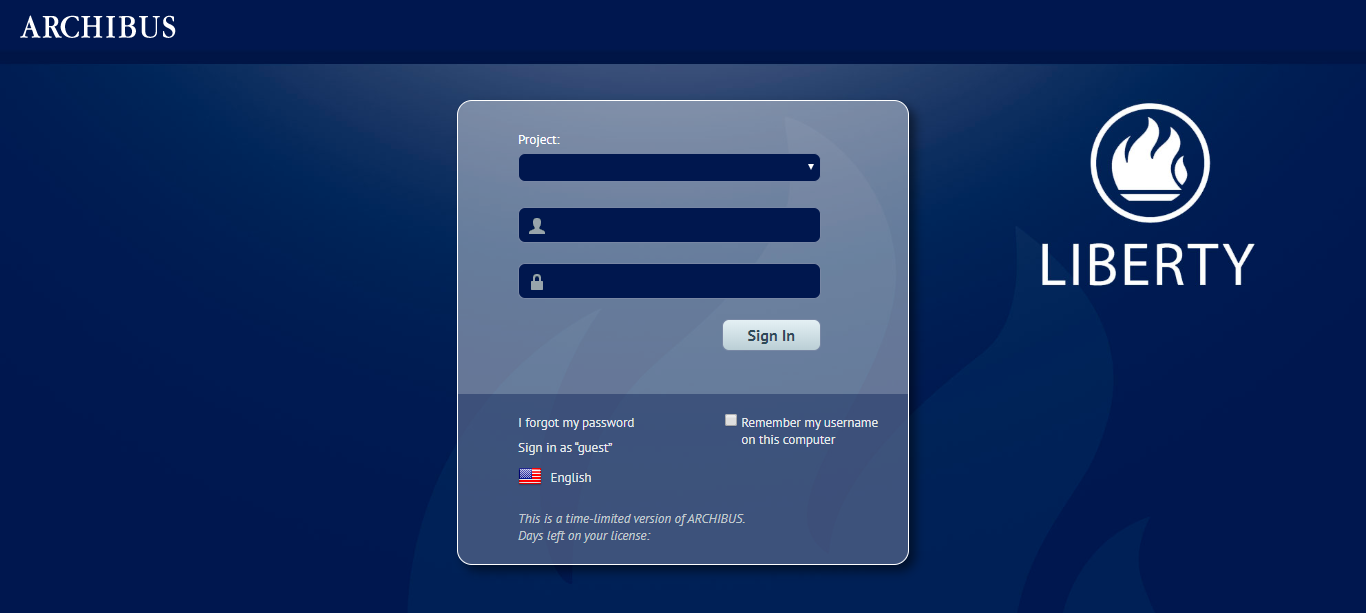 ARCHIBUS
Project:
Sign In
I forgot my password
Remember my username
on this computer
Sign in as “guest”
English
This is a time-limited version of ARCHIBUS.
Days left on your license:
LIBERTY